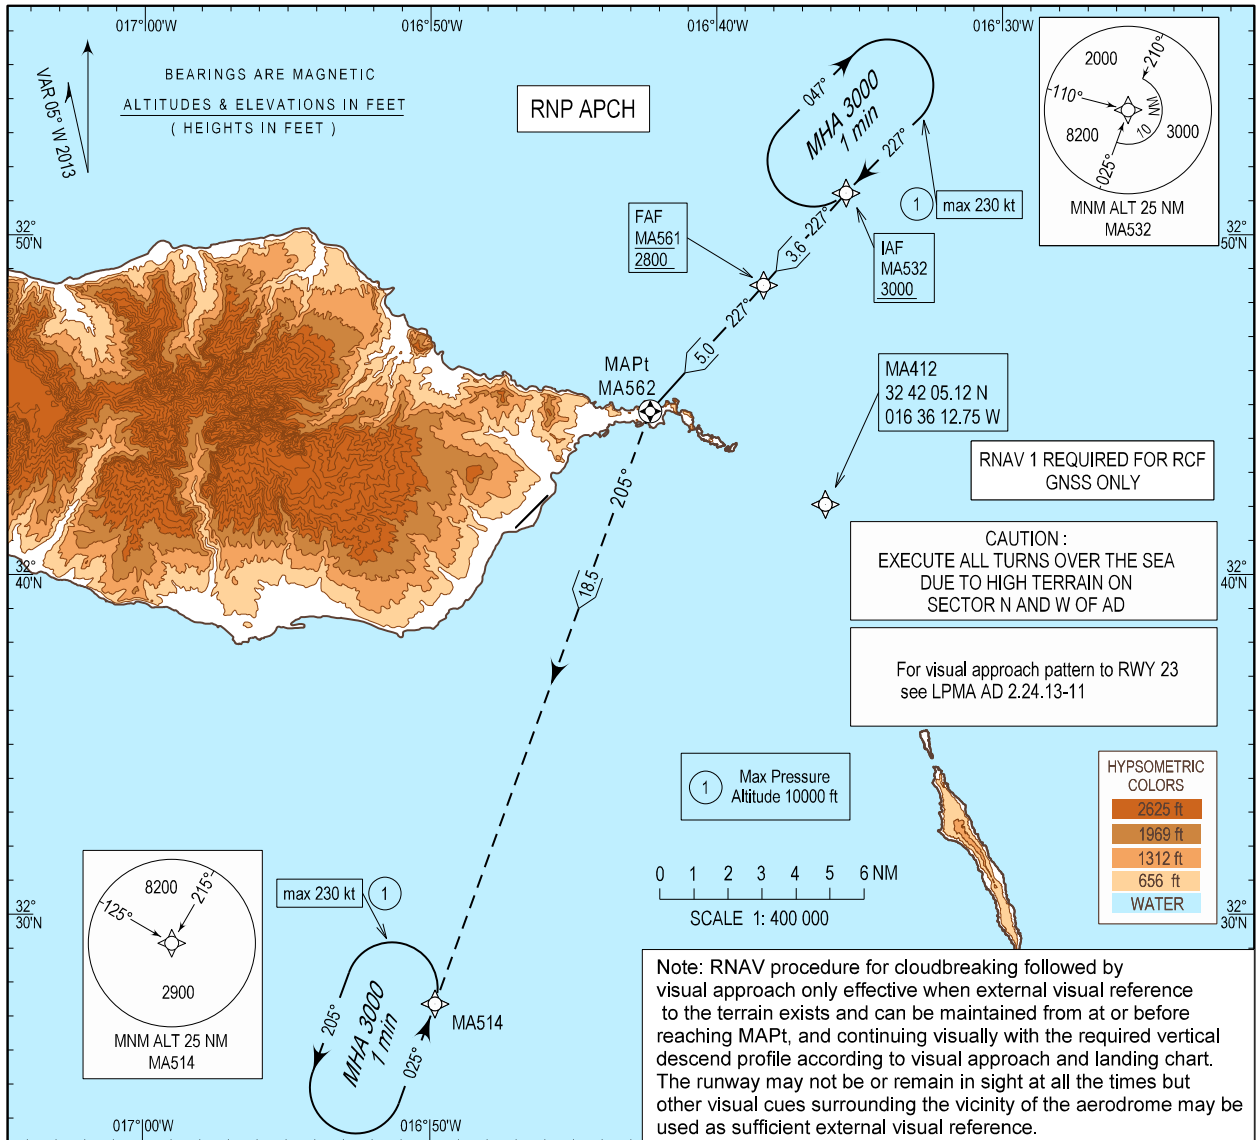 017°00'W
016°50'W
016°40'W
016°30'W
VAR 05° W 2013
BEARINGS ARE MAGNETIC
ALTITUDES & ELEVATIONS IN FEET
( HEIGHTS IN FEET )
RNP APCH
047°
MHA 3000
1 min
227°
1
max 230 kt
2000
210°
110°
NN
10
8200
3000
025°
MNM ALT 25 NM
MA532
32°
50'N
32°
50'N
FAF
MA561
2800
3.6
227°
IAF
MA532
3000
227°
5.0
MAPt
MA562
MA412
32 42 05.12 N
016 36 12.75 W
RNAV 1 REQUIRED FOR RCF
GNSS ONLY
205°
CAUTION :
EXECUTE ALL TURNS OVER THE SEA
DUE TO HIGH TERRAIN ON
SECTOR N AND W OF AD
32°
40'N
32°
40'N
18.5
For visual approach pattern to RWY 23
see LPMA AD 2.24.13-11
1
Max Pressure
Altitude 10000 ft
HYPSOMETRIC
COLORS
2625 ft
1969 ft
1312 ft
656 ft
WATER
0 1 2 3 4 5 6 NM
SCALE 1: 400 000
8200
215°
125°
2900
MNM ALT 25 NM
MA514
max 230 kt
1
32°
30'N
32°
30'N
205°
MHA 3000
1 min
025°
MA514
Note: RNAV procedure for cloudbreaking followed by
visual approach only effective when external visual reference
to the terrain exists and can be maintained from at or before
reaching MAPt, and continuing visually with the required vertical
descend profile according to visual approach and landing chart.
The runway may not be or remain in sight at all the times but
other visual cues surrounding the vicinity of the aerodrome may be
used as sufficient external visual reference.
017°00'W
016°50'W